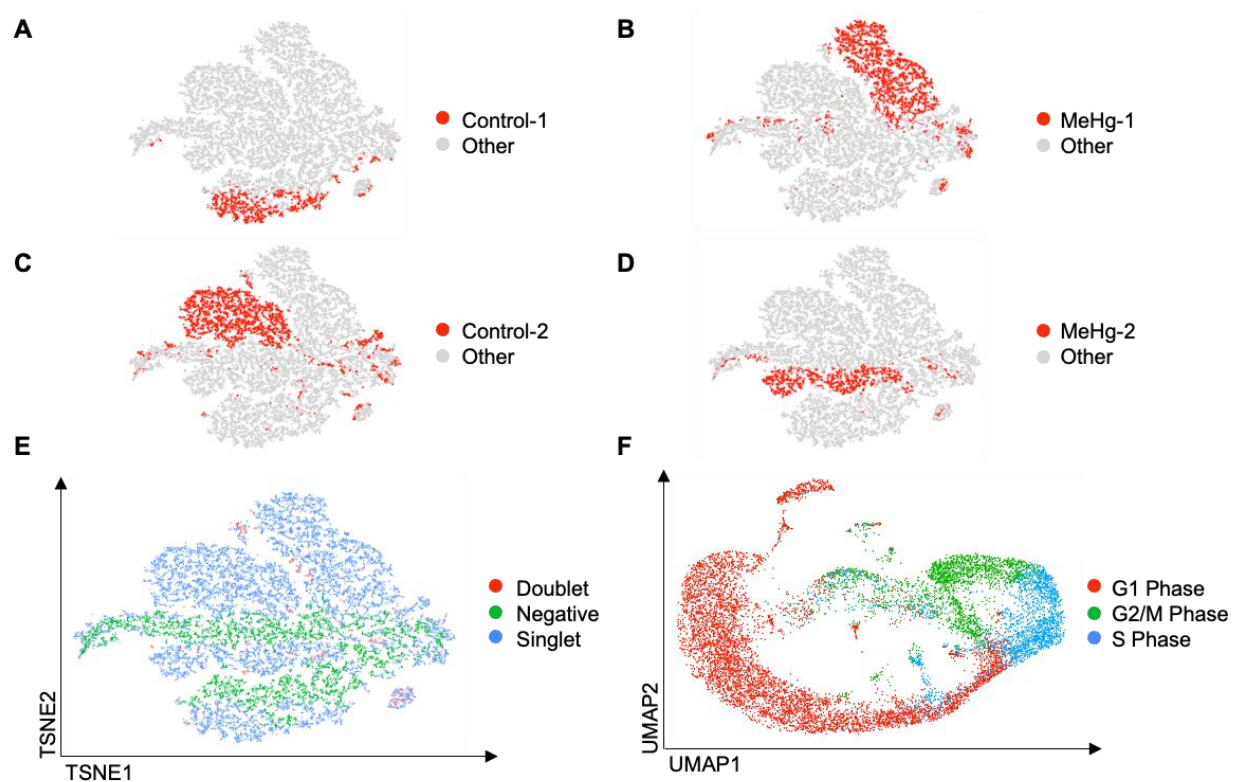 A
Control-1
Other
B
MeHg-1
Other
C
Control-2
Other
D
MeHg-2
Other
E
TSNE2
TSNE1
Doublet
Negative
Singlet
F
UMAP2
UMAP1
G1 Phase
G2/M Phase
S Phase